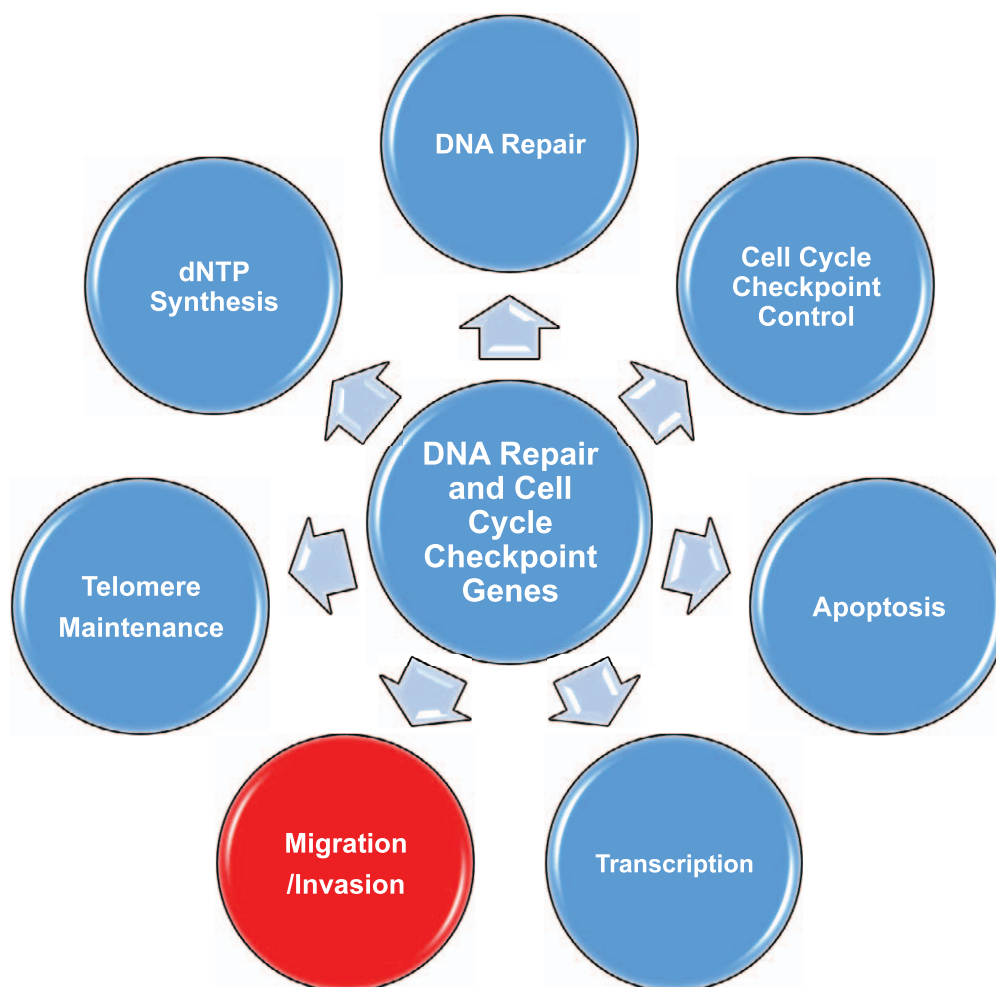 DNA Repair
dNTP
Synthesis
Cell Cycle
Checkpoint
Control
DNA Repair
and Cell
Cycle
Checkpoint
Genes
Telomere
Maintenance
Apoptosis
Migration
/Invasion
Transcription